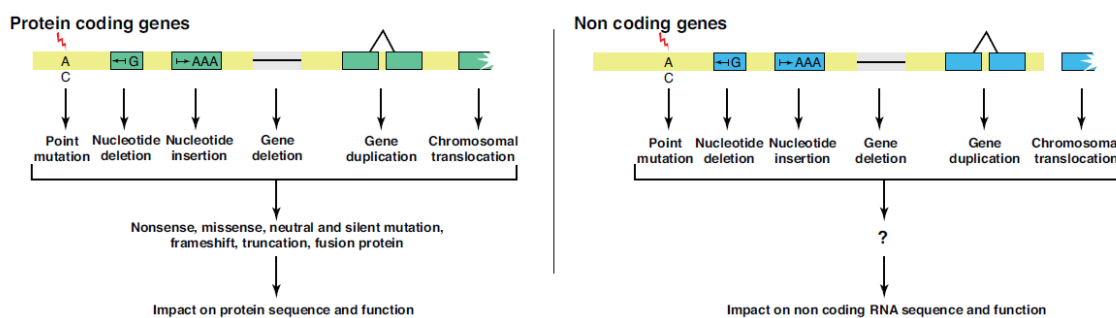 Protein coding genes
A
C
G
AAA
Point
mutation
Nucleotide
deletion
Nucleotide
insertion
Gene
deletion
Gene
duplication
Chromosomal
translocation
Nonsense, missense, neutral and silent mutation,
frameshift, truncation, fusion protein
Impact on protein sequence and function
Non coding genes
A
C
G
AAA
Point
mutation
Nucleotide
deletion
Nucleotide
insertion
Gene
deletion
Gene
duplication
Chromosomal
translocation
?
Impact on non coding RNA sequence and function